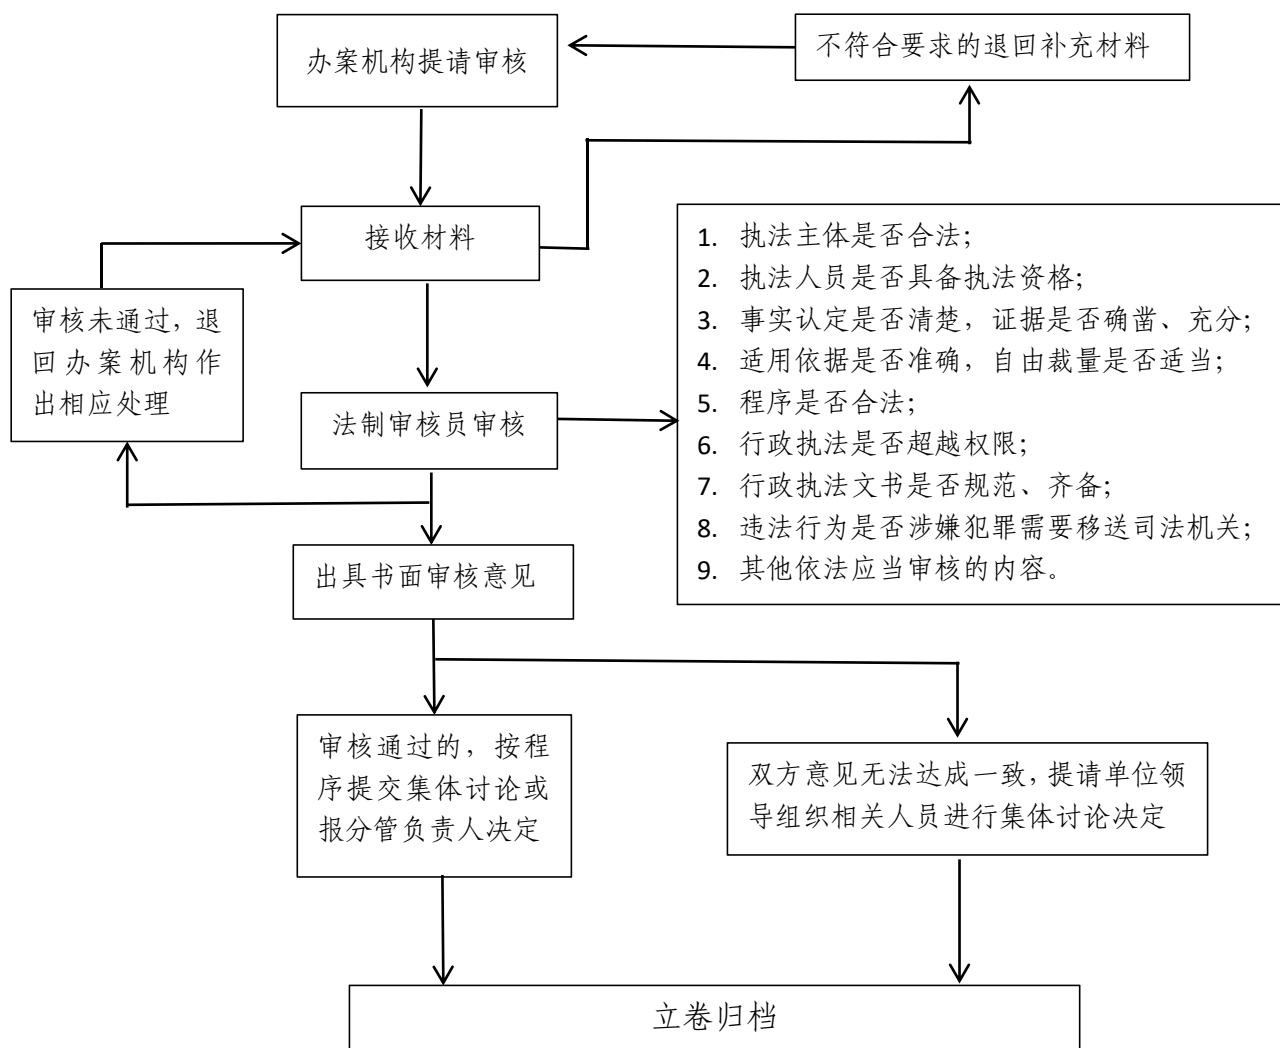 办案机构提请审核
不符合要求的退回补充材料
接收材料
审核未通过，退
回办案机构作
出相应处理
法制审核员审核
1. 执法主体是否合法；
2. 执法人员是否具备执法资格；
3. 事实认定是否清楚，证据是否确凿、充分；
4. 适用依据是否准确，自由裁量是否适当；
5. 程序是否合法；
6. 行政执法是否超越权限；
7. 行政执法文书是否规范、齐备；
8. 违法行为是否涉嫌犯罪需要移送司法机关；
9. 其他依法应当审核的内容。
出具书面审核意见
审核通过的，按程
序提交集体讨论或
报分管负责人决定
双方意见无法达成一致，提请单位领
导组织相关人员进行集体讨论决定
立卷归档